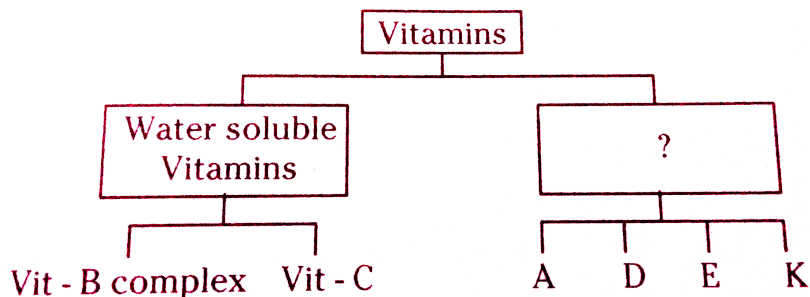 Vitamins
Water soluble
Vitamins
?
Vit - B complex Vit - C
A D E K